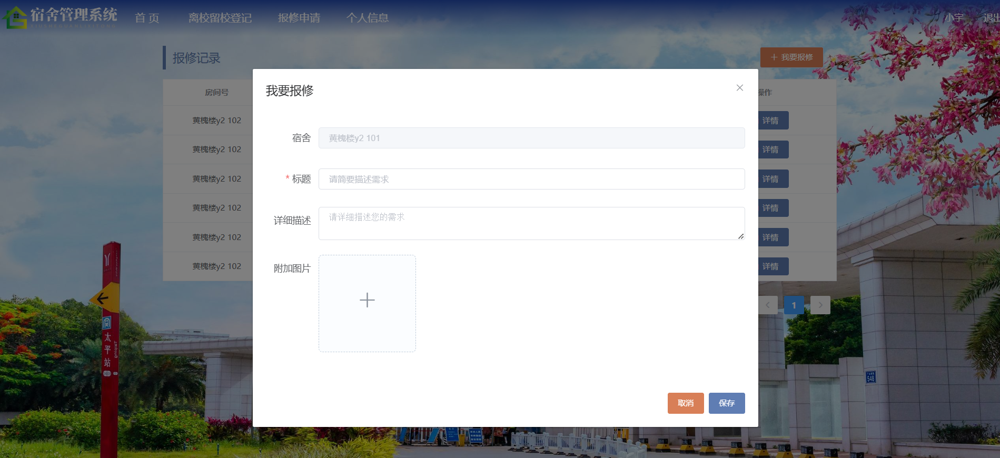 宿舍管理系统
SUSHEGUANLIXITONG
首 页
离校留校登记
报修申请
个人信息
小宇
退出
报修记录
我要报修
房间号
操作
黄槐楼y2 102
详情
黄槐楼y2 102
详情
黄槐楼y2 102
详情
黄槐楼y2 102
详情
黄槐楼y2 102
详情
黄槐楼y2 102
详情
1
我要报修
宿舍
黄槐楼y2 101
* 标题
请简要描述需求
详细描述
请详细描述您的需求
附加图片
取消
保存
太平站
548